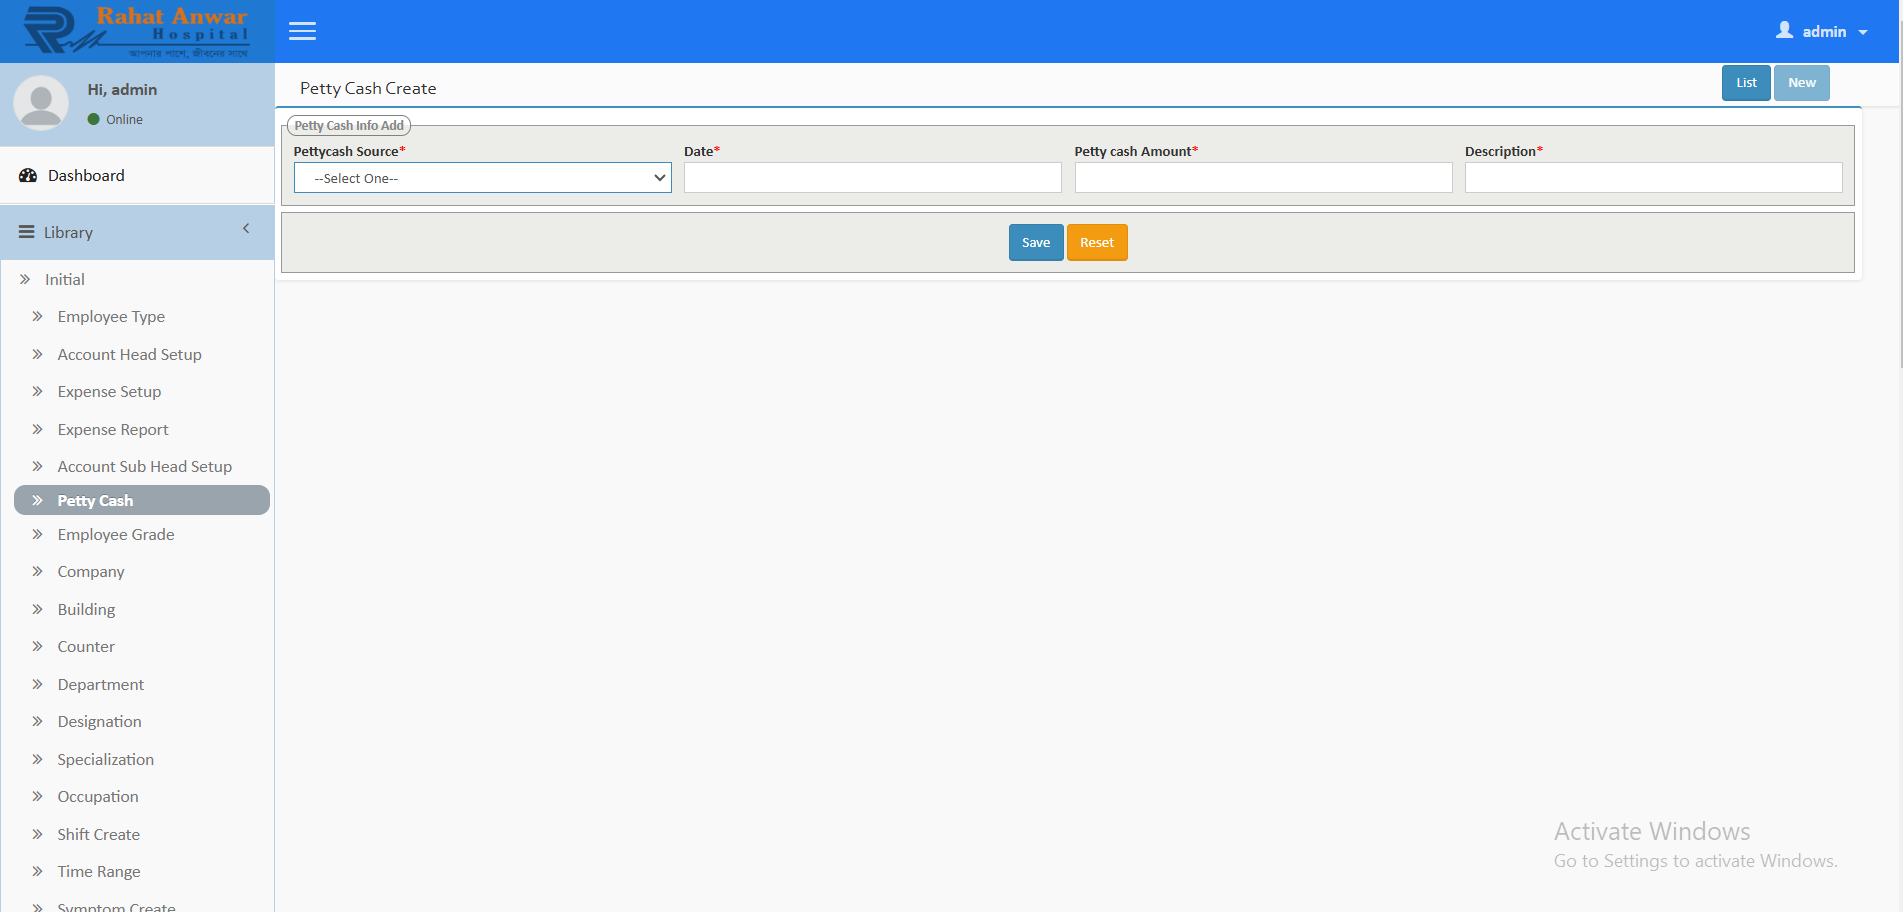 Rahat Anwar
Hospital
আপনার পাশে, জীবনের সাথে
admin
Hi, admin
Online
Petty Cash Create
List
New
Petty Cash Info Add
Pettycash Source*
Date*
Petty cash Amount*
Description*
--Select One--
Save
Reset
Dashboard
Library
Initial
Employee Type
Account Head Setup
Expense Setup
Expense Report
Account Sub Head Setup
Petty Cash
Employee Grade
Company
Building
Counter
Department
Designation
Specialization
Occupation
Shift Create
Time Range
Symptom Create
Activate Windows
Go to Settings to activate Windows.